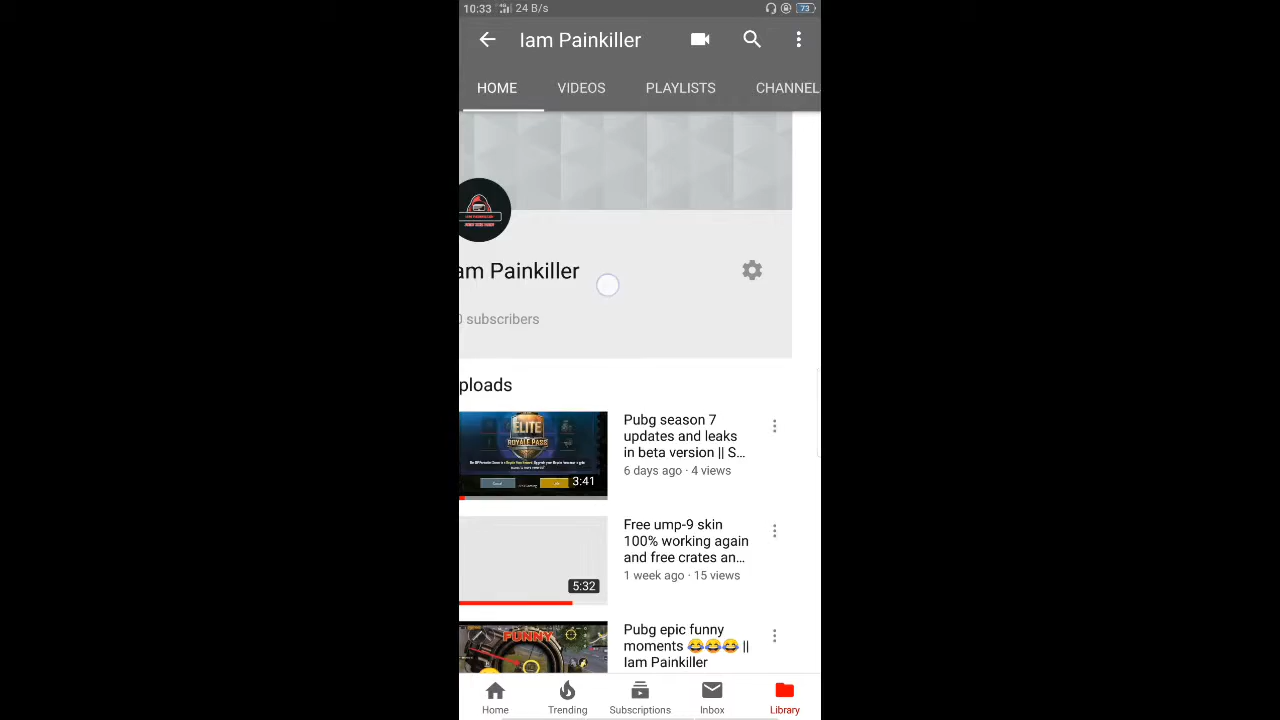 10:33 24 B/s 73
Iam Painkiller
HOME VIDEOS PLAYLISTS CHANNEL
am Painkiller
subscribers
ploads
ELITE
ROYALE PASS
3:41
Pubg season 7
updates and leaks
in beta version || S...
6 days ago · 4 views
5:32
Free ump-9 skin
100% working again
and free crates an...
1 week ago · 15 views
FUNNY
Pubg epic funny
moments 😂😂😂 ||
Iam Painkiller
Home Trending Subscriptions Inbox Library